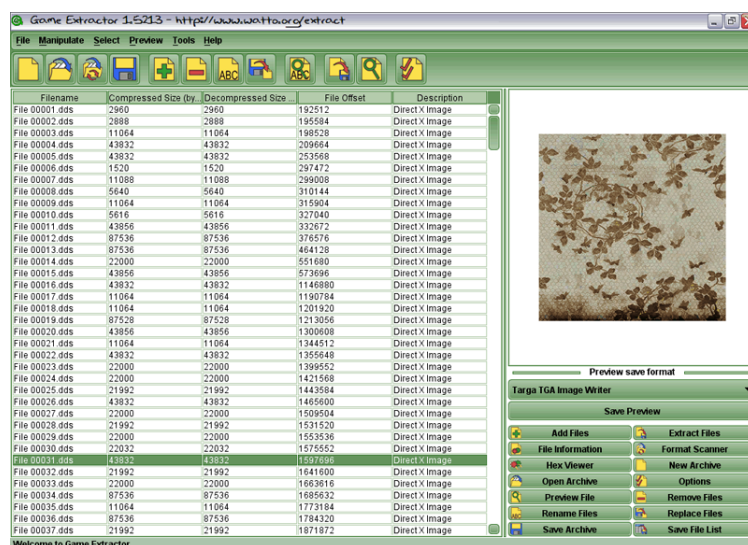 Game Extractor 1.5213 - http://www.watto.org/extract
File Manipulate Select Preview Tools Help
Filename Compressed Size (by... Decompressed Size ... File Offset Description
File 00001.dds 2960 2960 192512 Direct X Image
File 00002.dds 2888 2888 195584 Direct X Image
File 00003.dds 11064 11064 198528 Direct X Image
File 00004.dds 43832 43832 209664 Direct X Image
File 00005.dds 43832 43832 253568 Direct X Image
File 00006.dds 1520 1520 297472 Direct X Image
File 00007.dds 11088 11088 299008 Direct X Image
File 00008.dds 5640 5640 310144 Direct X Image
File 00009.dds 11064 11064 315904 Direct X Image
File 00010.dds 5616 5616 327040 Direct X Image
File 00011.dds 43856 43856 332672 Direct X Image
File 00012.dds 87536 87536 376576 Direct X Image
File 00013.dds 87536 87536 464128 Direct X Image
File 00014.dds 22000 22000 551680 Direct X Image
File 00015.dds 43856 43856 573696 Direct X Image
File 00016.dds 43832 43832 1146880 Direct X Image
File 00017.dds 11064 11064 1190784 Direct X Image
File 00018.dds 11064 11064 1201920 Direct X Image
File 00019.dds 87528 87528 1213056 Direct X Image
File 00020.dds 43856 43856 1300608 Direct X Image
File 00021.dds 11064 11064 1344512 Direct X Image
File 00022.dds 43832 43832 1355648 Direct X Image
File 00023.dds 22000 22000 1399552 Direct X Image
File 00024.dds 22000 22000 1421568 Direct X Image
File 00025.dds 21992 21992 1443584 Direct X Image
File 00026.dds 43832 43832 1465600 Direct X Image
File 00027.dds 22000 22000 1509504 Direct X Image
File 00028.dds 21992 21992 1531520 Direct X Image
File 00029.dds 22000 22000 1553536 Direct X Image
File 00030.dds 22032 22032 1575552 Direct X Image
File 00031.dds 43832 43832 1597696 Direct X Image
File 00032.dds 21992 21992 1641600 Direct X Image
File 00033.dds 22000 22000 1663616 Direct X Image
File 00034.dds 87536 87536 1685632 Direct X Image
File 00035.dds 11064 11064 1773184 Direct X Image
File 00036.dds 87536 87536 1784320 Direct X Image
File 00037.dds 21992 21992 1871872 Direct X Image
Preview save format
Targa TGA Image Writer
Save Preview
Add Files Extract Files
File Information Format Scanner
Hex Viewer New Archive
Open Archive Options
Preview File Remove Files
Rename Files Replace Files
Save Archive Save File List
Welcome to Game Extractor